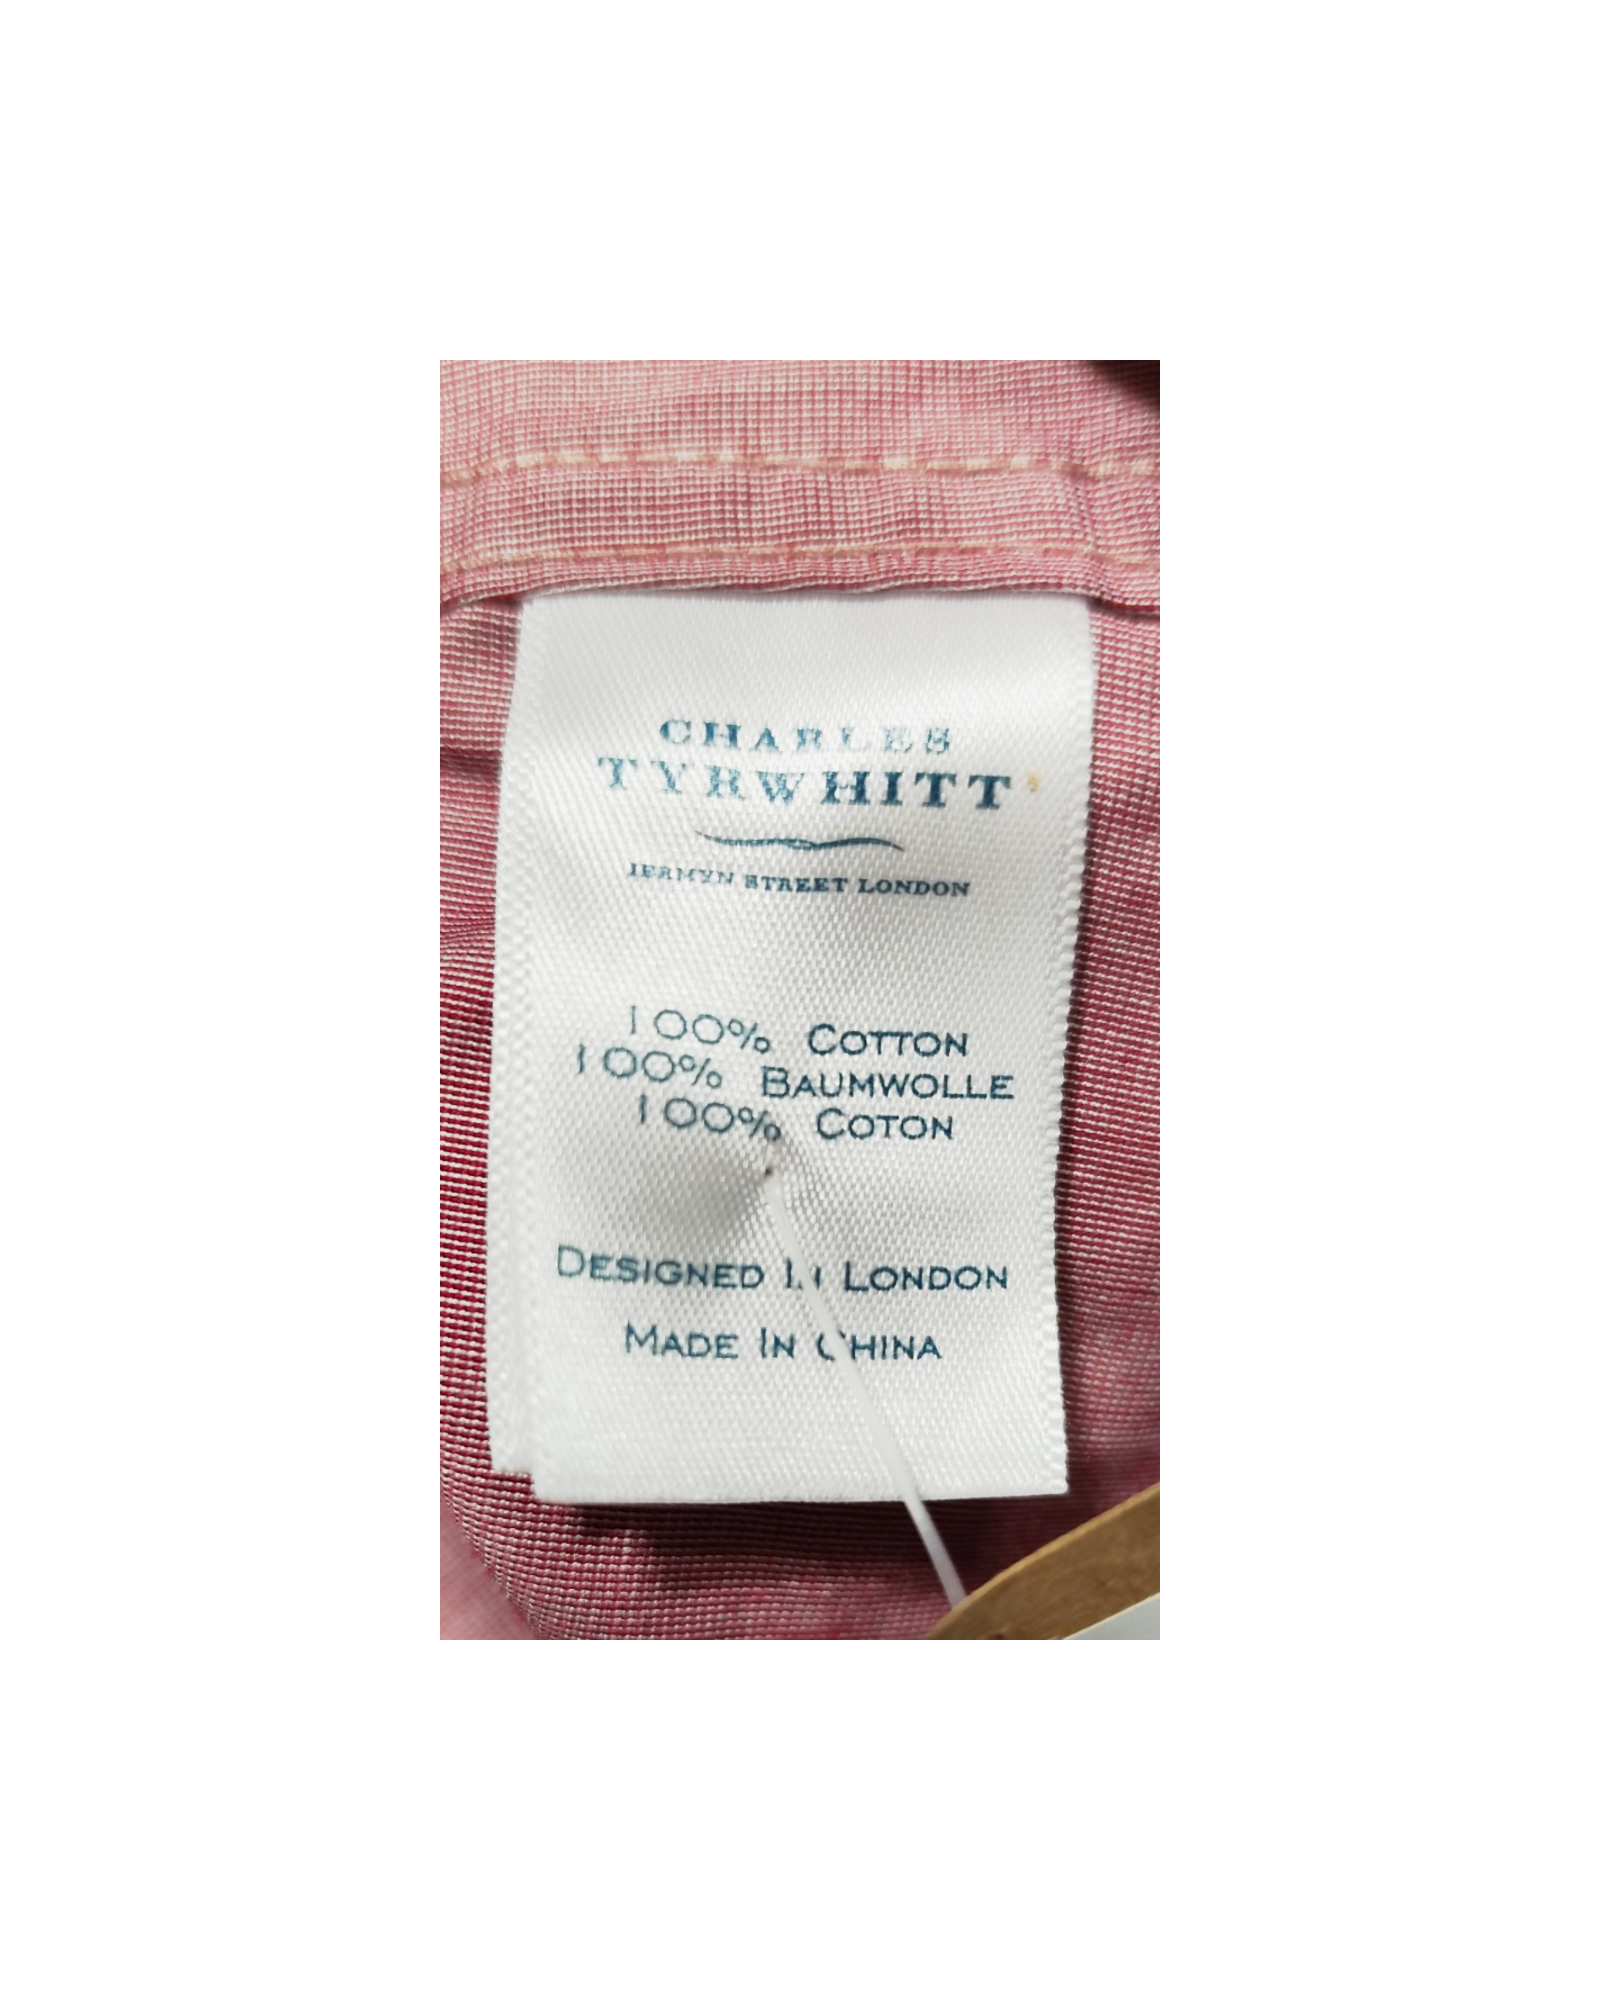 CHARLES
TYRWHITT
JERMYN STREET LONDON
100% COTTON
100% BAUMWOLLE
100% COTON
DESIGNED IN LONDON
MADE IN CHINA